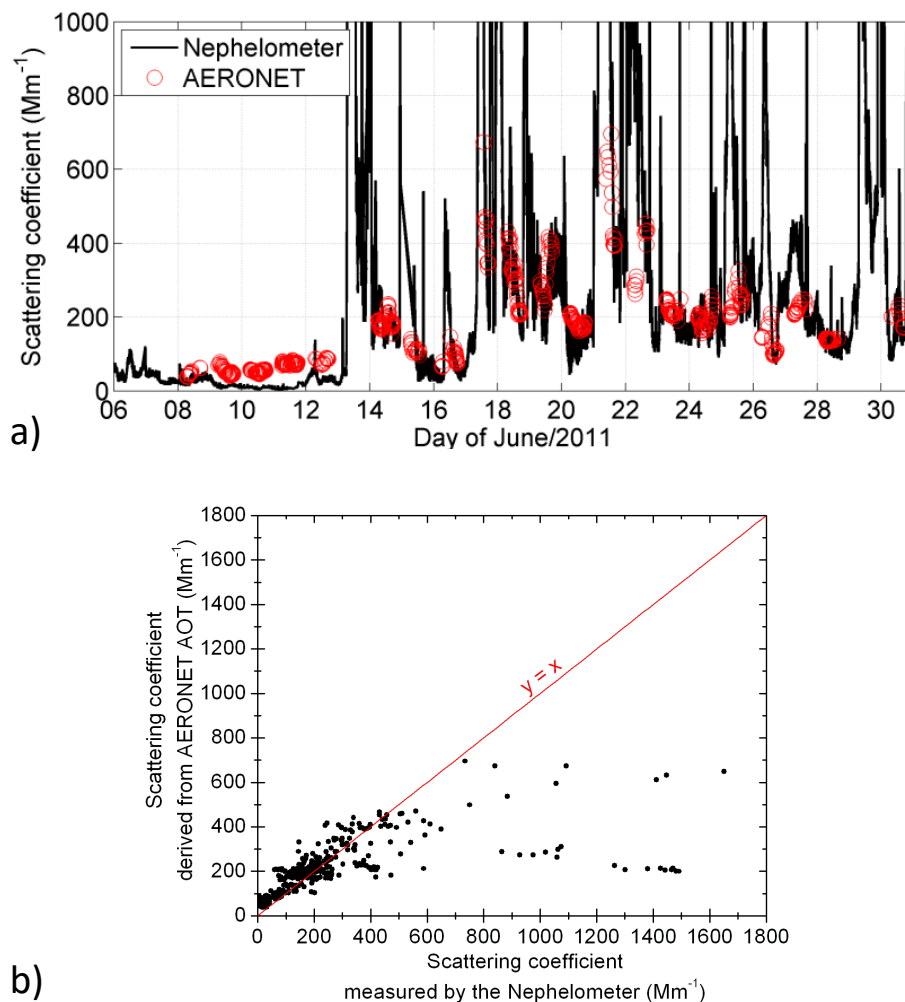 Nephelometer
AERONET
1000
800
600
400
200
0
Scattering coefficient (Mm⁻¹)
06 08 10 12 14 16 18 20 22 24 26 28 30
Day of June/2011
a)
1800
1600
1400
1200
1000
800
600
400
200
0
Scattering coefficient
derived from AERONET AOT (Mm⁻¹)
y = x
0 200 400 600 800 1000 1200 1400 1600 1800
Scattering coefficient
measured by the Nephelometer (Mm⁻¹)
b)